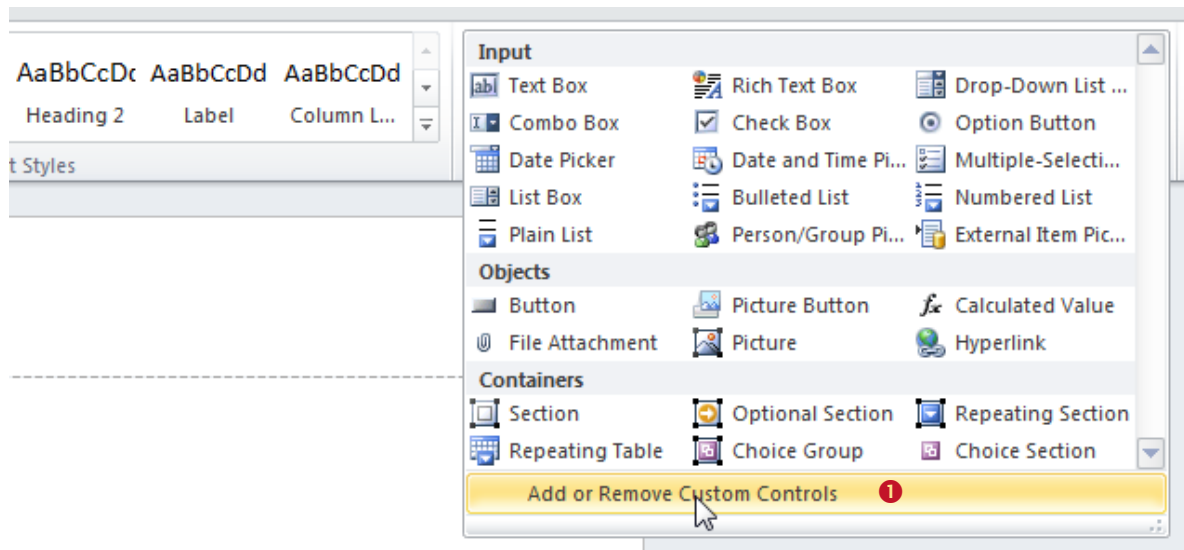 AaBbCcDc AaBbCcDd AaBbCcDd
Heading 2 Label Column L...
t Styles
Input
Text Box Rich Text Box Drop-Down List ...
Combo Box Check Box Option Button
Date Picker Date and Time Pi... Multiple-Selecti...
List Box Bulleted List Numbered List
Plain List Person/Group Pi... External Item Pic...
Objects
Button Picture Button fx Calculated Value
File Attachment Picture Hyperlink
Containers
Section Optional Section Repeating Section
Repeating Table Choice Group Choice Section
Add or Remove Custom Controls 1